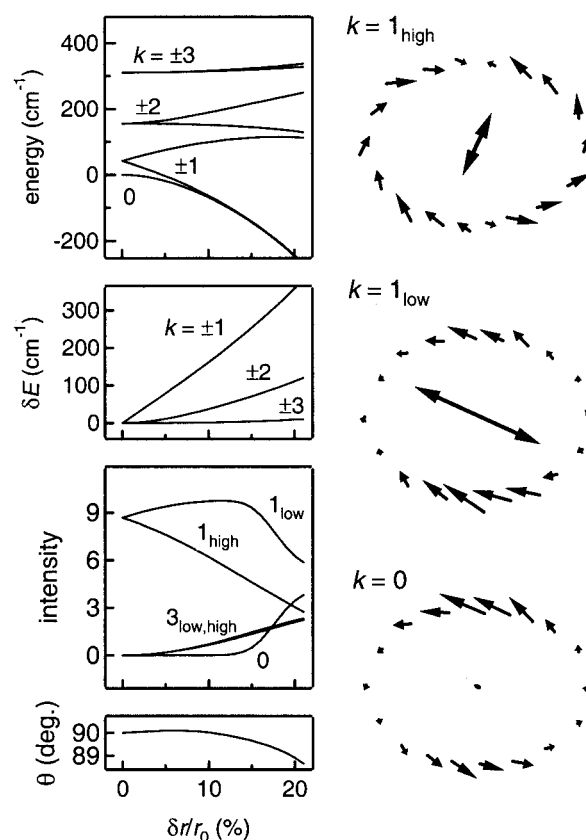 400
k = ±3
200
±2
±1
0
0
-200
energy (cm⁻¹)
300
k = ±1
200
±2
100
±3
0
δE (cm⁻¹)
9
1low
1high
6
3
3low,high
0
0
intensity
90
89
θ (deg.)
0
10
20
δr/r₀ (%)
k = 1high
k = 1low
k = 0